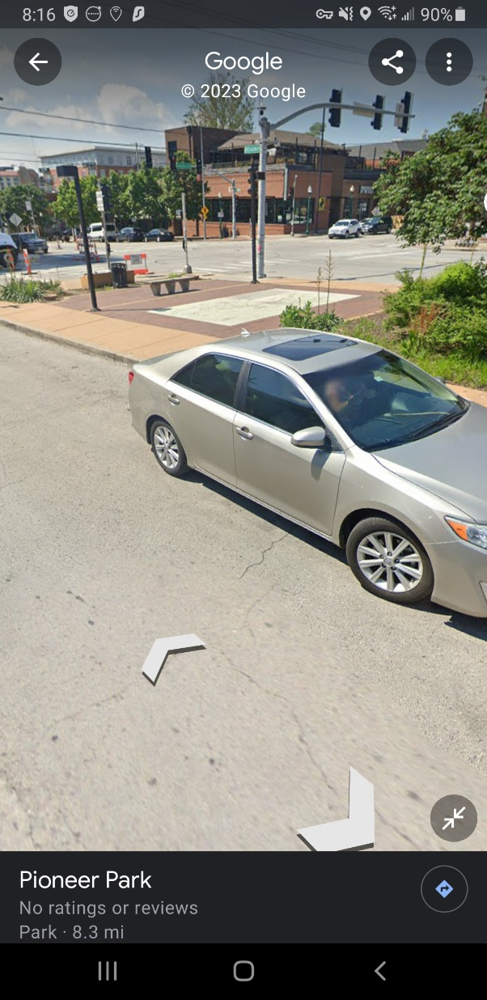 8:16
90%
Google
© 2023 Google
Pioneer Park
No ratings or reviews
Park · 8.3 mi